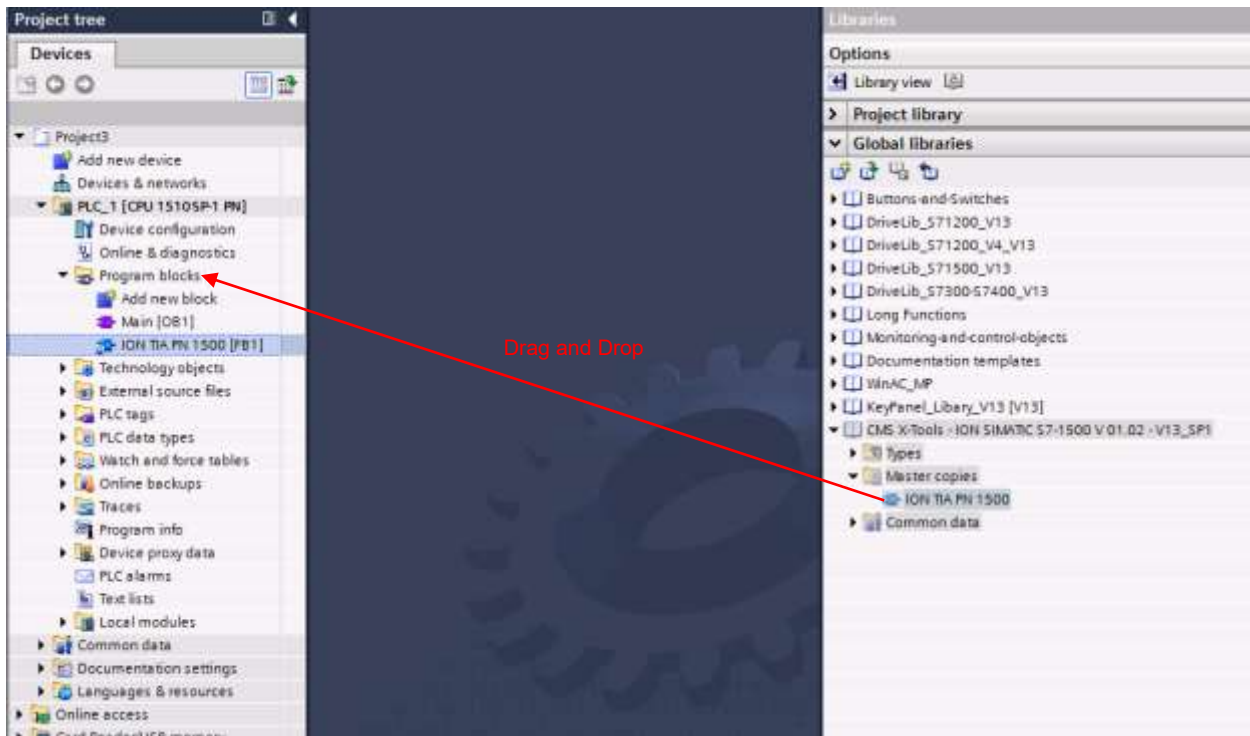 Project tree
Devices
Project3
Add new device
Devices & networks
PLC_1 [CPU 1510SP-1 PN]
Device configuration
Online & diagnostics
Program blocks
Add new block
Main [OB1]
ION TIA PN 1500 [FB1]
Technology objects
External source files
PLC tags
PLC data types
Watch and force tables
Online backups
Traces
Program info
Device proxy data
PLC alarms
Text lists
Local modules
Common data
Documentation settings
Languages & resources
Online access
Card Reader/USB memory
Drag and Drop
Libraries
Options
Library view
Project library
Global libraries
Buttons-and-Switches
DriveLib_S71200_V13
DriveLib_S71200_V4_V13
DriveLib_S71500_V13
DriveLib_S7300-S7400_V13
Long Functions
Monitoring-and-control-objects
Documentation templates
WinAC_MP
KeyPanel_Libary_V13 [V13]
CMS X-Tools - ION SIMATIC S7-1500 V 01.02 - V13_SP1
Types
Master copies
ION TIA PN 1500
Common data